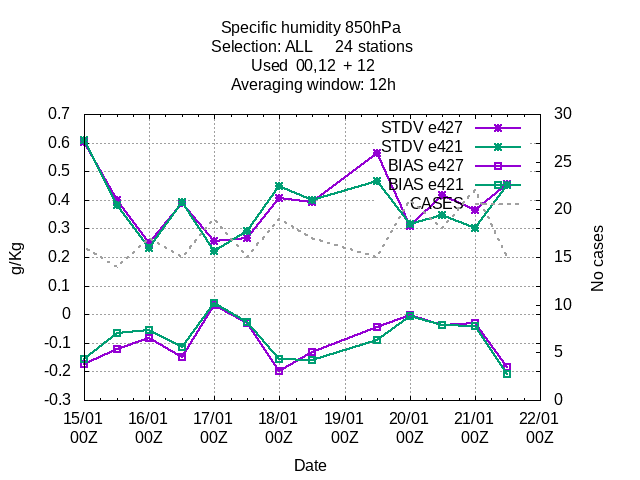 Specific humidity 850hPa
Selection: ALL 24 stations
Used 00,12 + 12
Averaging window: 12h
0.7
0.6
0.5
0.4
0.3
0.2
0.1
0
-0.1
-0.2
-0.3
g/Kg
STDV e427
STDV e421
BIAS e427
BIAS e421
CASES
30
25
20
15
10
5
0
No cases
15/01 16/01 17/01 18/01 19/01 20/01 21/01 22/01
00Z 00Z 00Z 00Z 00Z 00Z 00Z 00Z
Date